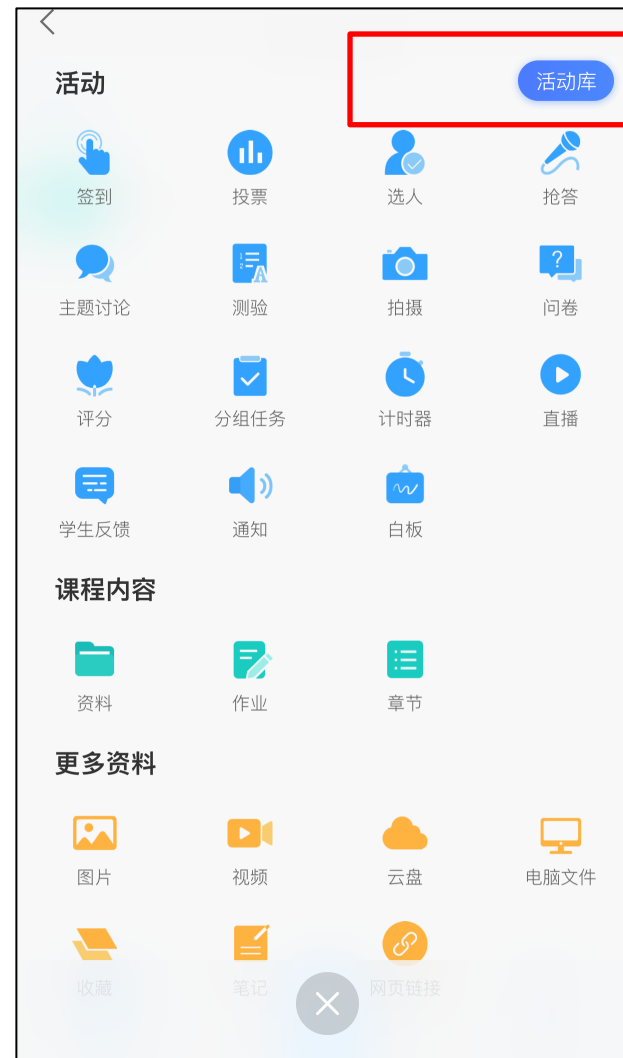 活动
活动库
签到 投票 选人 抢答
主题讨论 测验 拍摄 问卷
评分 分组任务 计时器 直播
学生反馈 通知 白板
课程内容
资料 作业 章节
更多资料
图片 视频 云盘 电脑文件
收藏 笔记 网页链接